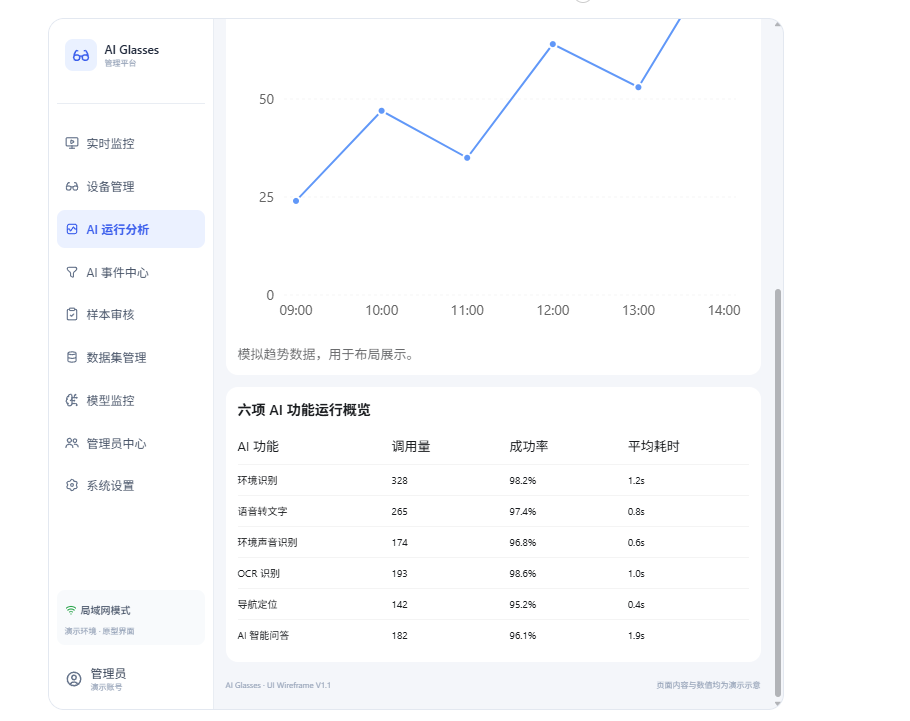 AI Glasses
管理平台
实时监控
设备管理
AI 运行分析
AI 事件中心
样本审核
数据集管理
模型监控
管理员中心
系统设置
局域网模式
演示环境 · 原型界面
管理员
演示账号
50
25
0
09:00 10:00 11:00 12:00 13:00 14:00
模拟趋势数据，用于布局展示。
六项 AI 功能运行概览
AI 功能 调用量 成功率 平均耗时
环境识别 328 98.2% 1.2s
语音转文字 265 97.4% 0.8s
环境声音识别 174 96.8% 0.6s
OCR 识别 193 98.6% 1.0s
导航定位 142 95.2% 0.4s
AI 智能问答 182 96.1% 1.9s
AI Glasses · UI Wireframe V1.1 页面内容与数值均为演示示意